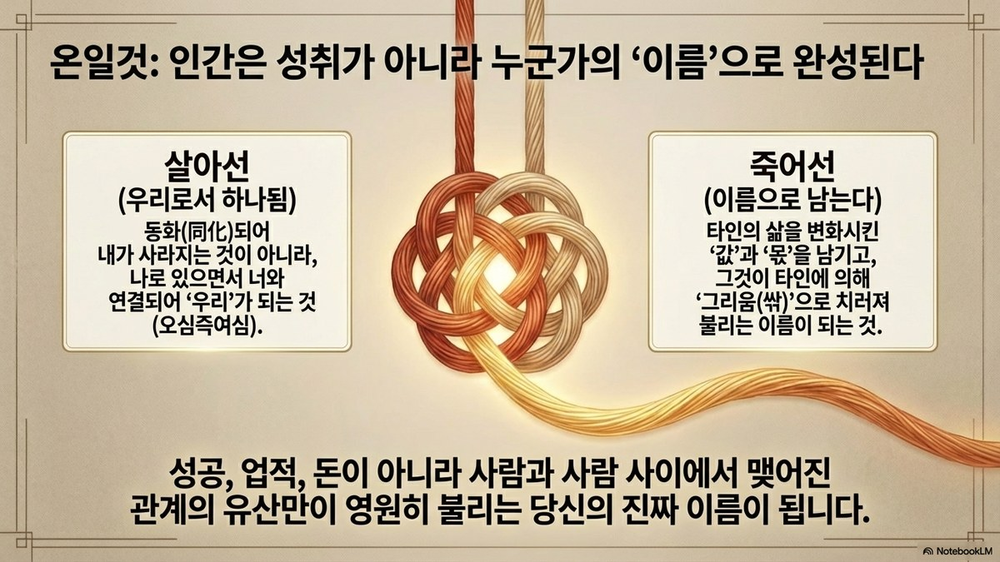 온일것: 인간은 성취가 아니라 누군가의 ‘이름’으로 완성된다
살아선
(우리로서 하나됨)
동화(同化)되어
내가 사라지는 것이 아니라,
나로 있으면서 너와
연결되어 ‘우리’가 되는 것
(오심즉여심).
죽어선
(이름으로 남는다)
타인의 삶을 변화시킨
‘값’과 ‘몫’을 남기고,
그것이 타인에 의해
‘그리움(    )’으로 치러져
불리는 이름이 되는 것.
성공, 업적, 돈이 아니라 사람과 사람 사이에서 맺어진
관계의 유산만이 영원히 불리는 당신의 진짜 이름이 됩니다.
NotebookLM